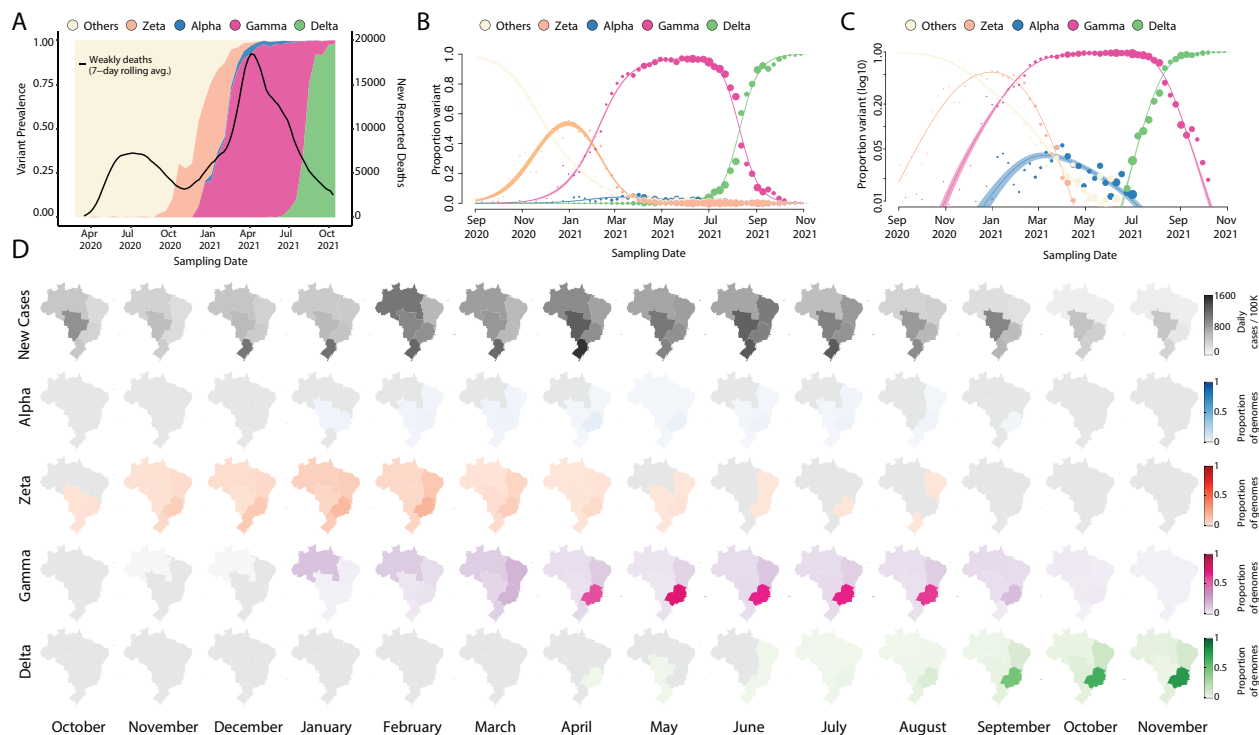 A
Others Zeta Alpha Gamma Delta
1.00
0.75
0.50
0.25
0.00
Variant Prevalence
Weakly deaths
(7–day rolling avg.)
20000
15000
10000
5000
0
New Reported Deaths
Apr 2020
Jul 2020
Oct 2020
Jan 2021
Apr 2021
Jul 2021
Oct 2021
Sampling Date
B
Others Zeta Alpha Gamma Delta
1.0
0.8
0.6
0.4
0.2
0.0
Proportion variant
Sep 2020
Nov 2020
Jan 2021
Mar 2021
May 2021
Jul 2021
Sep 2021
Nov 2021
Sampling Date
C
Others Zeta Alpha Gamma Delta
1.00
0.20
0.05
0.01
Proportion variant (log10)
Sep 2020
Nov 2020
Jan 2021
Mar 2021
May 2021
Jul 2021
Sep 2021
Nov 2021
Sampling Date
D
New Cases
1600
800
0
Daily
cases / 100K
Alpha
1
0.5
0
Proportion
of genomes
Zeta
1
0.5
0
Proportion
of genomes
Gamma
1
0.5
0
Proportion
of genomes
Delta
1
0.5
0
Proportion
of genomes
October November December January February March April May June July August September October November